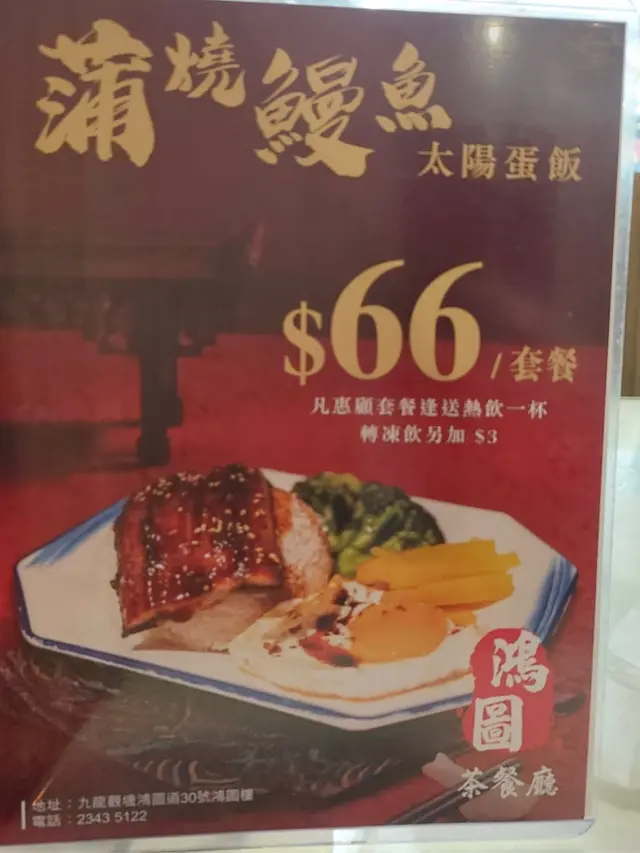 蒲燒鰻魚
太陽蛋飯
$66/套餐
凡惠顧套餐逢送熱飲一杯
轉凍飲另加 $3
鴻圖
茶餐廳
地址：九龍觀塘鴻圖道30號鴻圖樓
電話：2343 5122